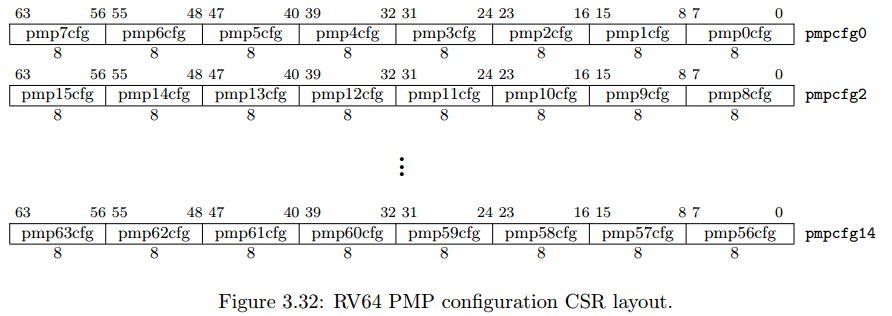 63 56 55 48 47 40 39 32 31 24 23 16 15 8 7 0
pmp7cfg pmp6cfg pmp5cfg pmp4cfg pmp3cfg pmp2cfg pmp1cfg pmp0cfg pmpcfg0
8 8 8 8 8 8 8 8
63 56 55 48 47 40 39 32 31 24 23 16 15 8 7 0
pmp15cfg pmp14cfg pmp13cfg pmp12cfg pmp11cfg pmp10cfg pmp9cfg pmp8cfg pmpcfg2
8 8 8 8 8 8 8 8
⋮
63 56 55 48 47 40 39 32 31 24 23 16 15 8 7 0
pmp63cfg pmp62cfg pmp61cfg pmp60cfg pmp59cfg pmp58cfg pmp57cfg pmp56cfg pmpcfg14
8 8 8 8 8 8 8 8
Figure 3.32: RV64 PMP configuration CSR layout.